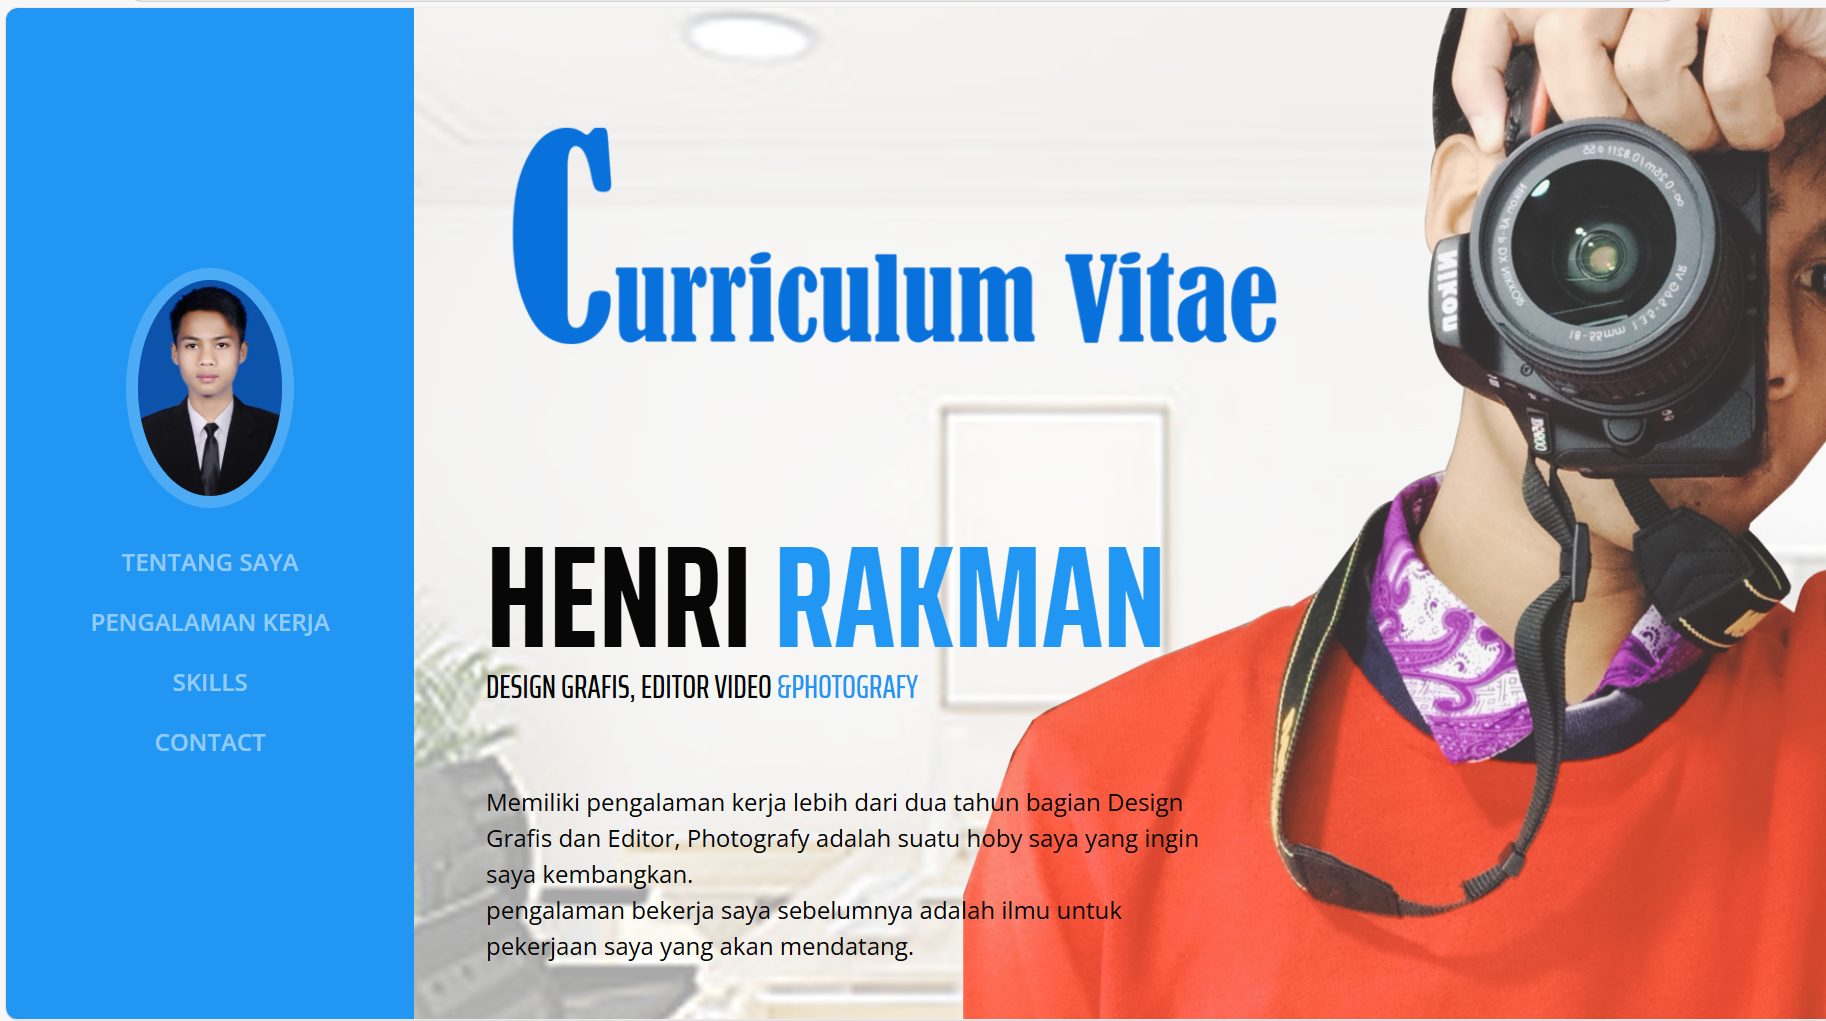 TENTANG SAYA
PENGALAMAN KERJA
SKILLS
CONTACT
Curriculum Vitae
HENRI RAKMAN
DESIGN GRAFIS, EDITOR VIDEO &PHOTOGRAFY
Memiliki pengalaman kerja lebih dari dua tahun bagian Design
Grafis dan Editor, Photografy adalah suatu hoby saya yang ingin
saya kembangkan.
pengalaman bekerja saya sebelumnya adalah ilmu untuk
pekerjaan saya yang akan mendatang.
Nikon